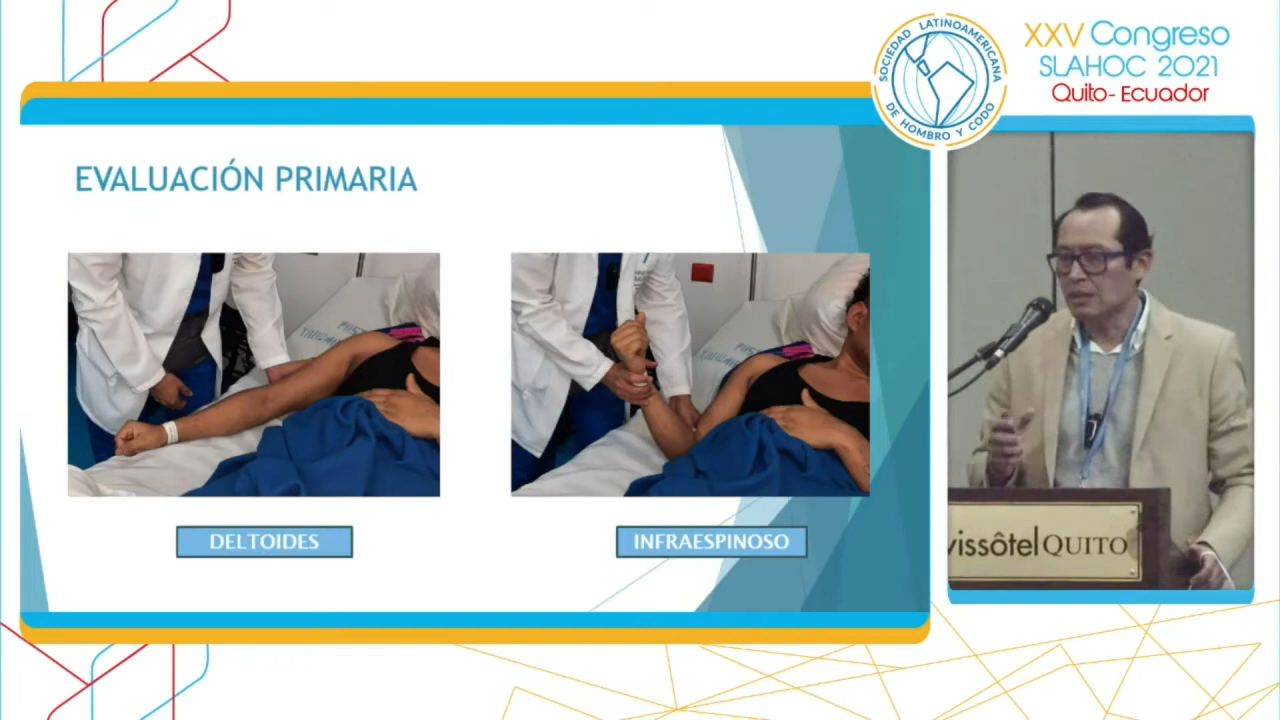 SOCIEDAD LATINOAMERICANA
DE HOMBRO Y CODO
XXV Congreso
SLAHOC 2021
Quito- Ecuador
EVALUACIÓN PRIMARIA
DELTOIDES
INFRAESPINOSO
vissôtel QUITO